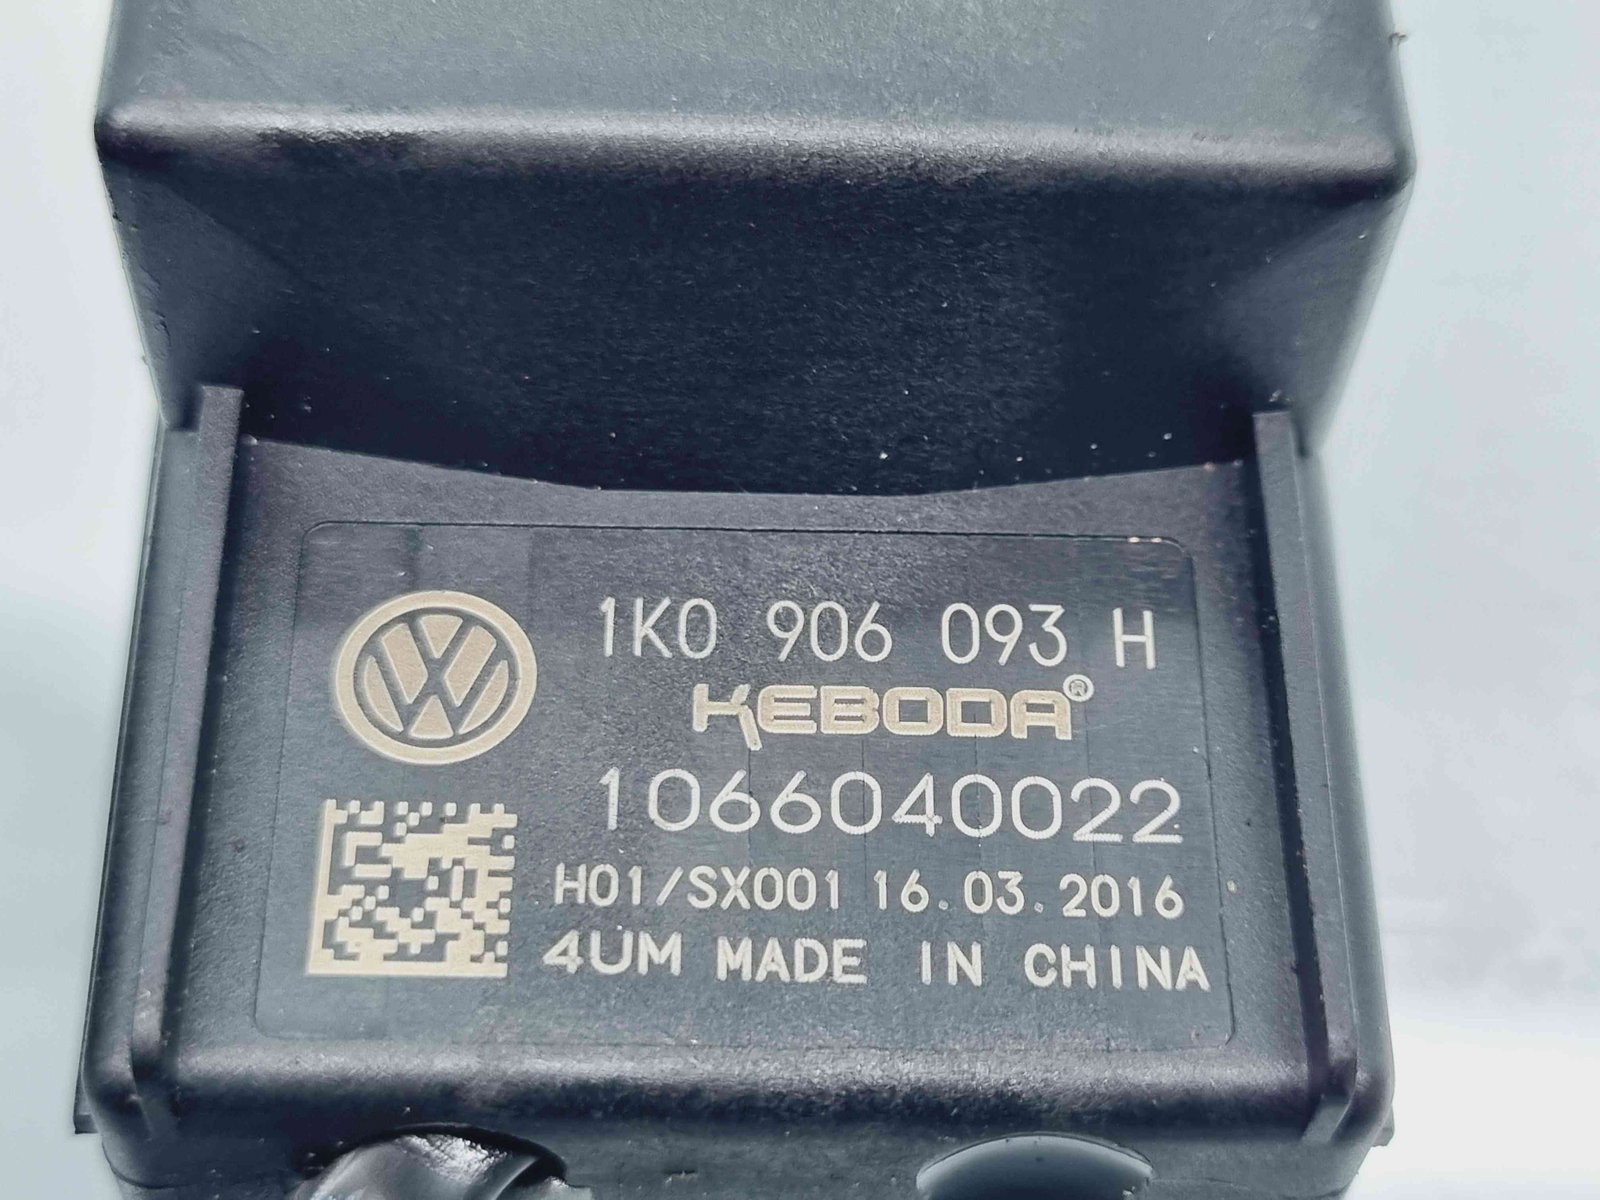 1K0 906 093 H
KEBODA®
1066040022
H01/SX001 16.03.2016
4UM MADE IN CHINA